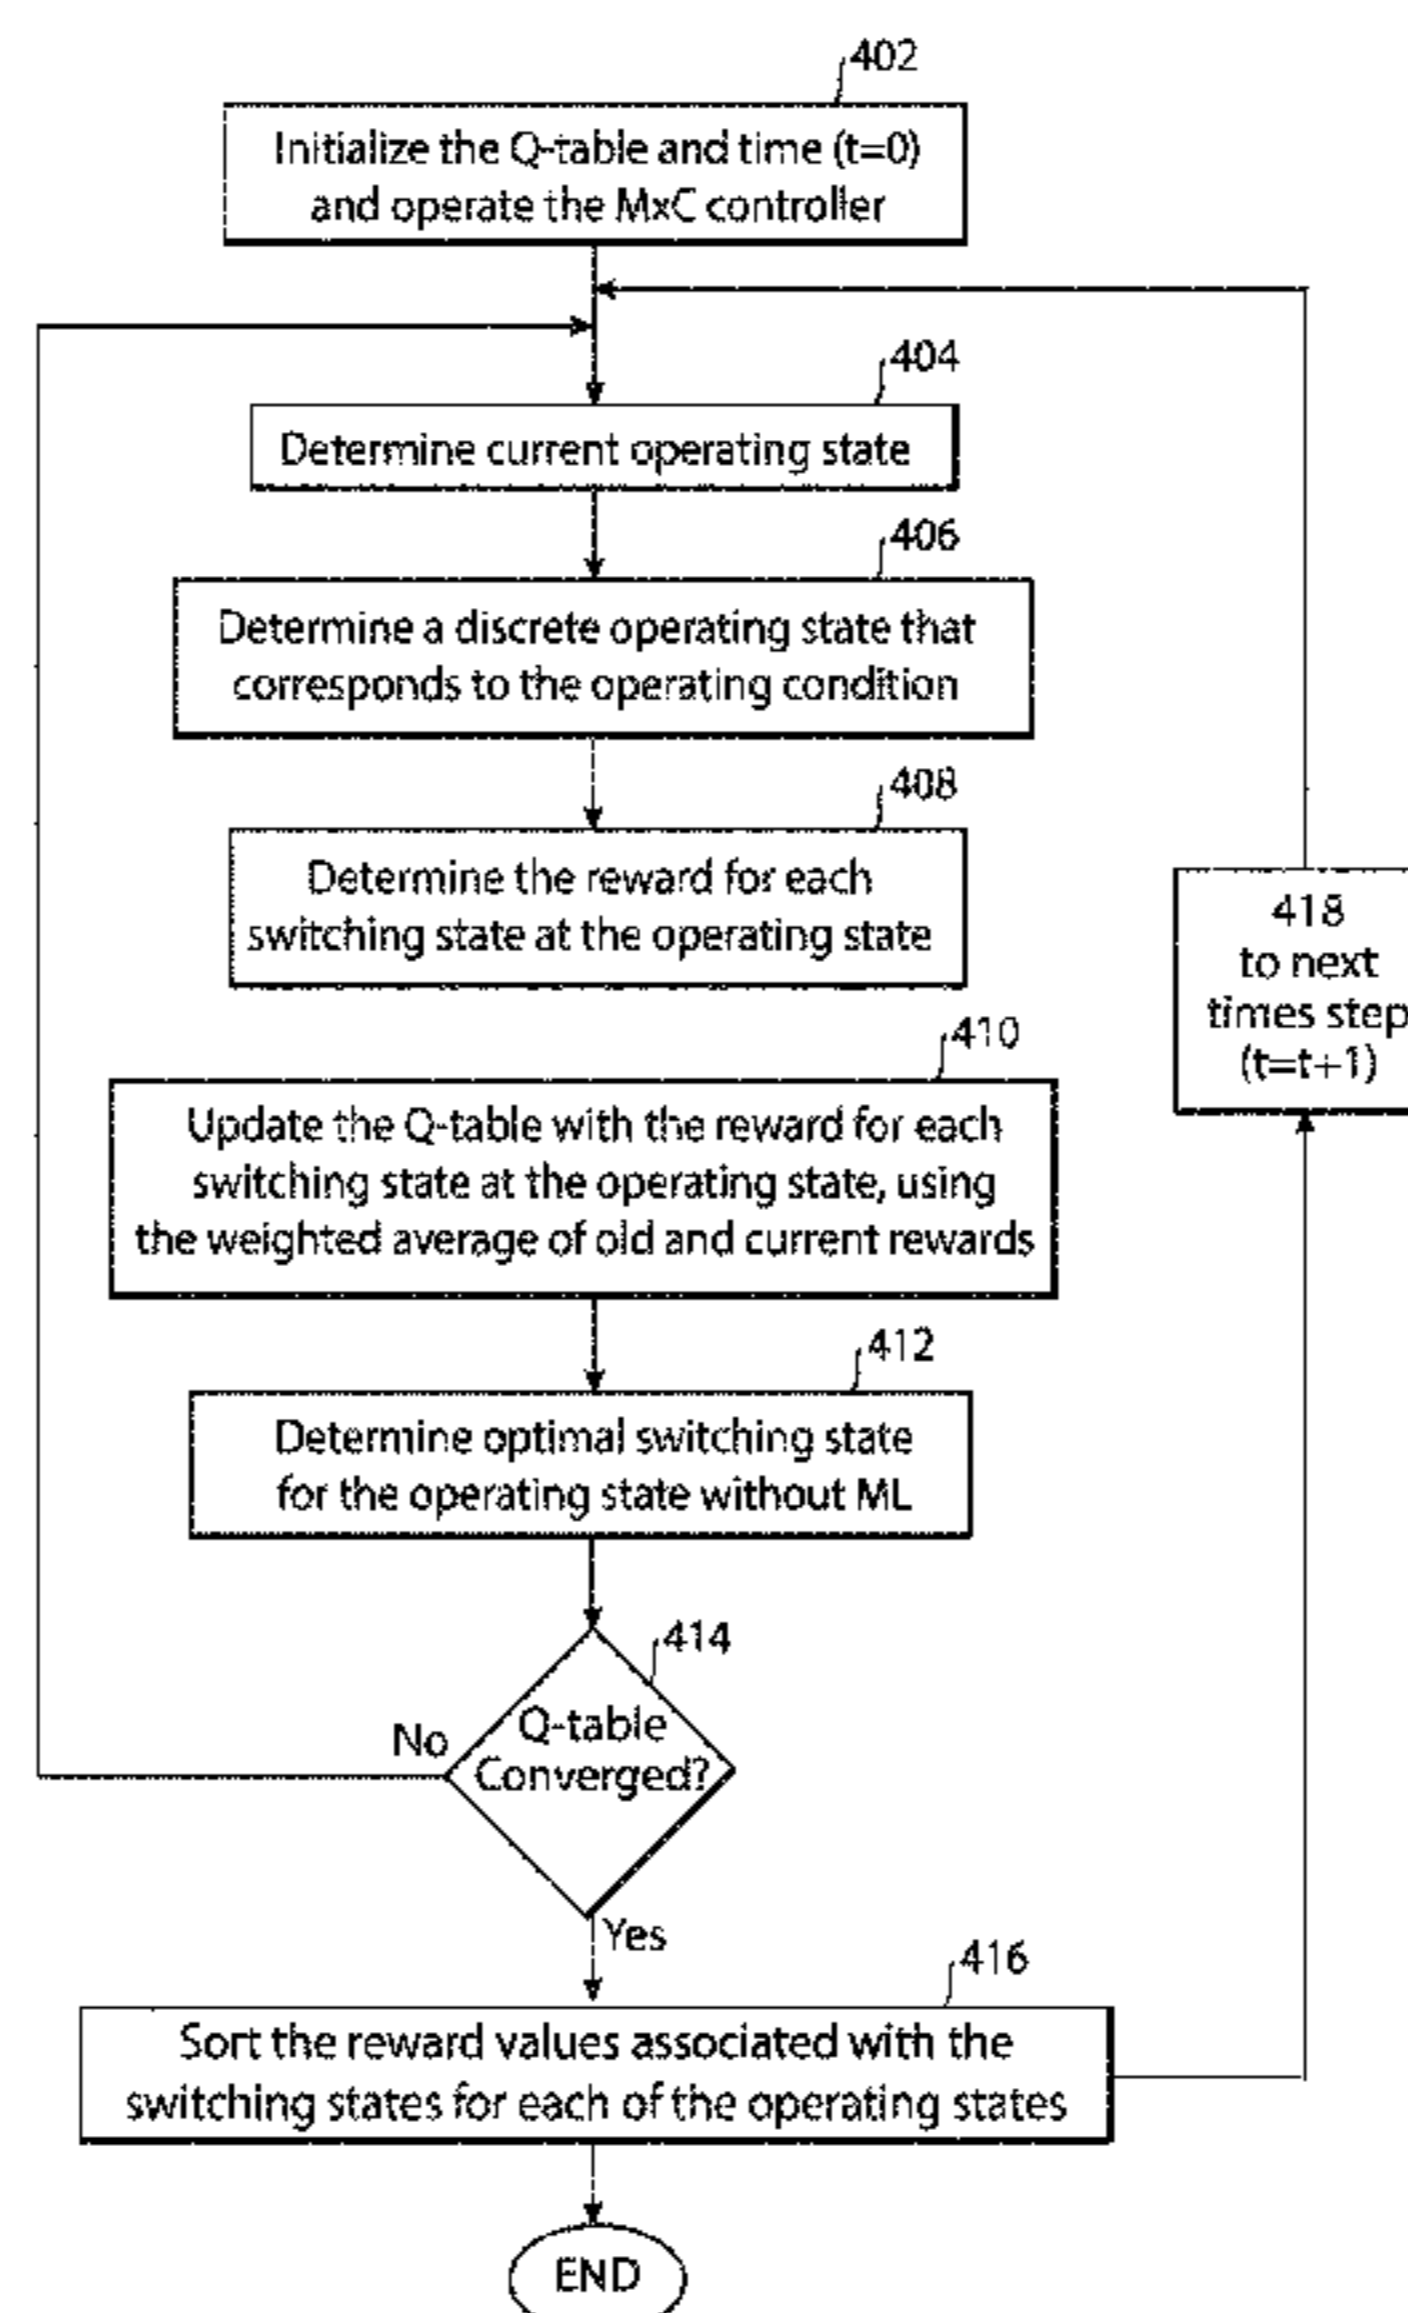 402
Initialize the Q-table and time (t=0)
and operate the MxC controller
404
Determine current operating state
406
Determine a discrete operating state that
corresponds to the operating condition
408
Determine the reward for each
switching state at the operating state
418
to next
times step
(t=t+1)
410
Update the Q-table with the reward for each
switching state at the operating state, using
the weighted average of old and current rewards
412
Determine optimal switching state
for the operating state without ML
414
Q-table
Converged?
No
Yes
416
Sort the reward values associated with the
switching states for each of the operating states
END